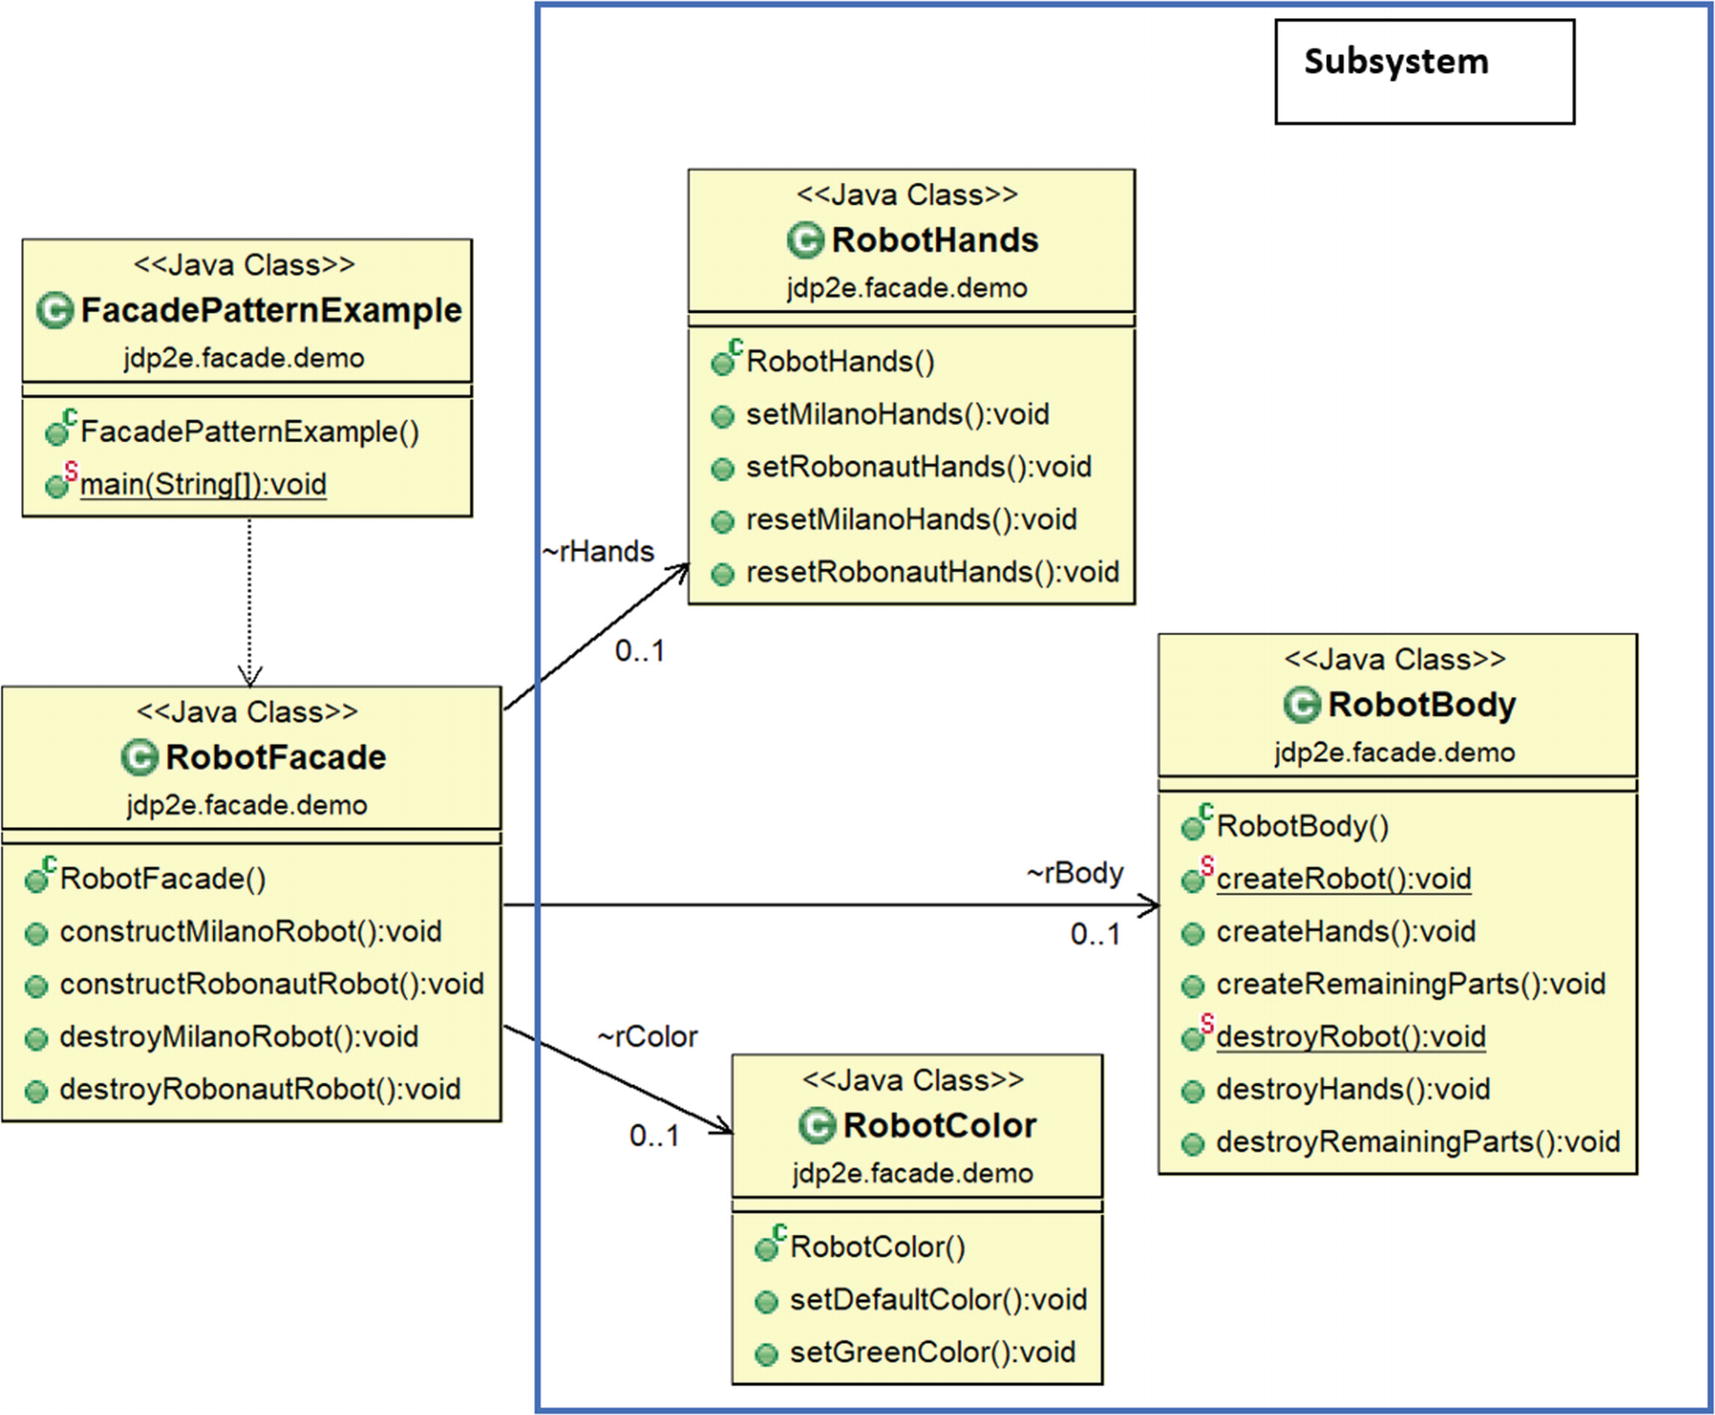 Subsystem
<<Java Class>>
FacadePatternExample
jdp2e.facade.demo
FacadePatternExample()
main(String[]):void
<<Java Class>>
RobotHands
jdp2e.facade.demo
RobotHands()
setMilanoHands():void
setRobonautHands():void
resetMilanoHands():void
resetRobonautHands():void
~rHands
0..1
<<Java Class>>
RobotFacade
jdp2e.facade.demo
RobotFacade()
constructMilanoRobot():void
constructRobonautRobot():void
destroyMilanoRobot():void
destroyRobonautRobot():void
~rBody
0..1
<<Java Class>>
RobotBody
jdp2e.facade.demo
RobotBody()
createRobot():void
createHands():void
createRemainingParts():void
destroyRobot():void
destroyHands():void
destroyRemainingParts():void
~rColor
0..1
<<Java Class>>
RobotColor
jdp2e.facade.demo
RobotColor()
setDefaultColor():void
setGreenColor():void